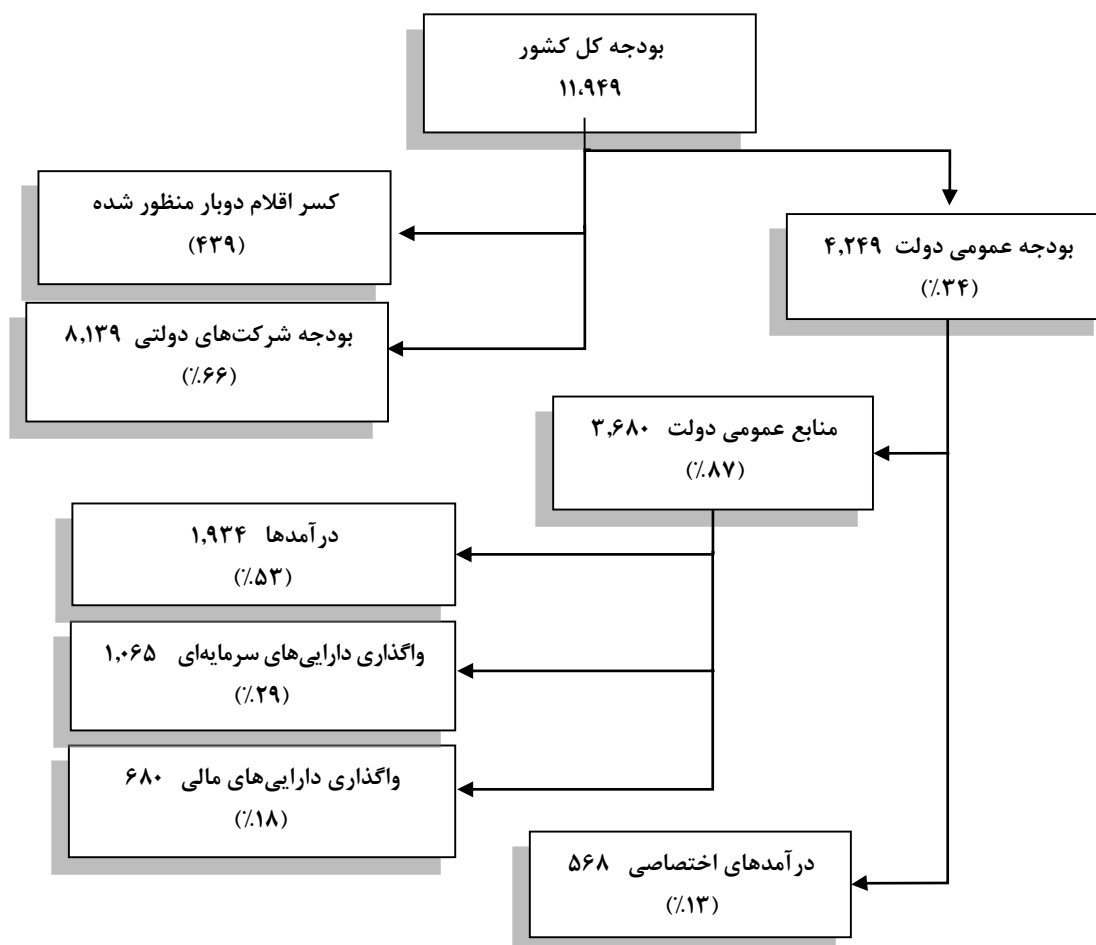 بودجه کل کشور
۱۱،۹۴۹
کسر اقلام دوبار منظور شده
(۴۳۹)
بودجه عمومی دولت ۴,۲۴۹
(٪۳۴)
بودجه شرکت‌های دولتی ۸,۱۳۹
(٪۶۶)
منابع عمومی دولت ۳,۶۸۰
(٪۸۷)
درآمدها ۱,۹۳۴
(٪۵۳)
واگذاری دارایی‌های سرمایه‌ای ۱,۰۶۵
(٪۲۹)
واگذاری دارایی‌های مالی ۶۸۰
(٪۱۸)
درآمدهای اختصاصی ۵۶۸
(٪۱۳)